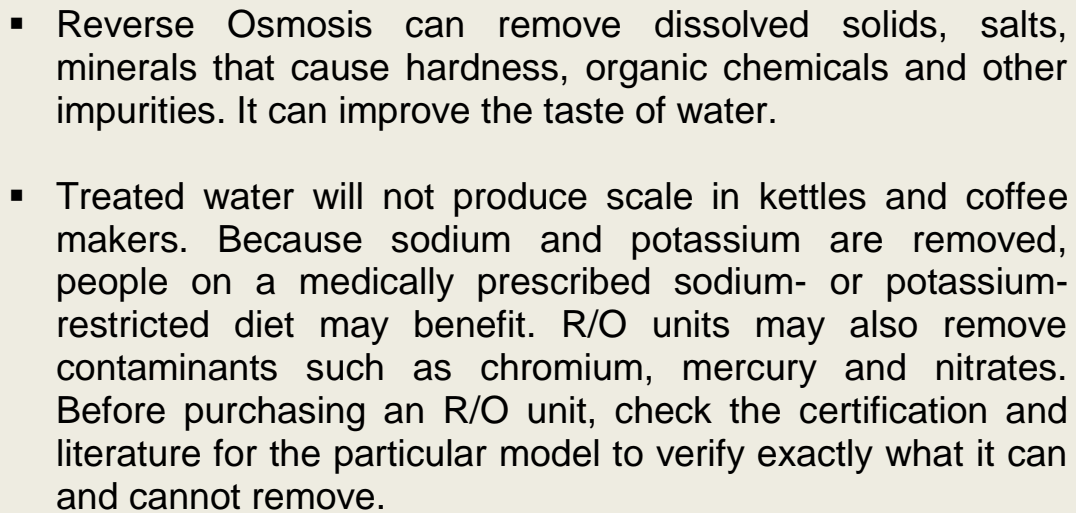 ▪ Reverse Osmosis can remove dissolved solids, salts,
minerals that cause hardness, organic chemicals and other
impurities. It can improve the taste of water.
▪ Treated water will not produce scale in kettles and coffee
makers. Because sodium and potassium are removed,
people on a medically prescribed sodium- or potassium-
restricted diet may benefit. R/O units may also remove
contaminants such as chromium, mercury and nitrates.
Before purchasing an R/O unit, check the certification and
literature for the particular model to verify exactly what it can
and cannot remove.